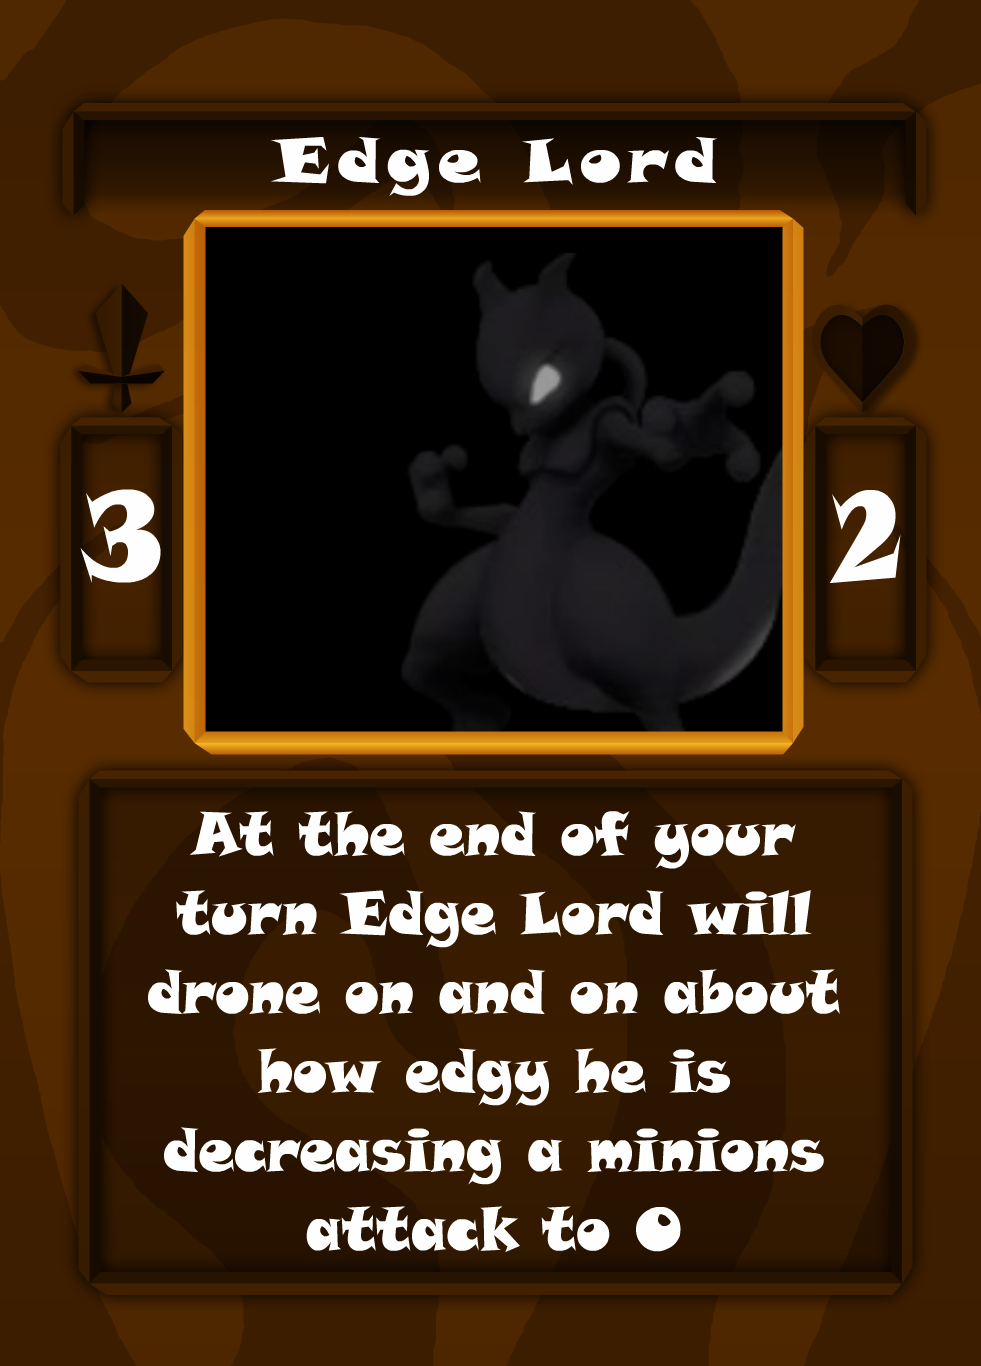 Edge Lord
3
2
At the end of your
turn Edge Lord will
drone on and on about
how edgy he is
decreasing a minions
attack to 0